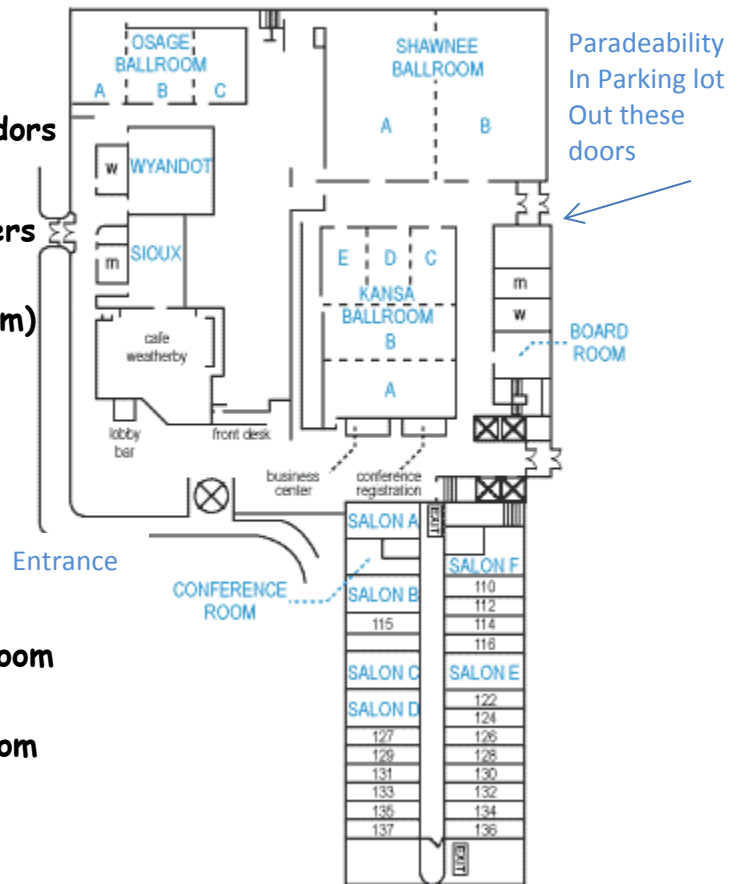 OSAGE
BALLROOM
A B C
SHAWNEE
BALLROOM
A B
Paradeability
In Parking lot
Out these
doors
dors
w WYANDOT
ers
m SIOUX
E D C
KANSA
BALLROOM
B
A
m
w
BOARD
ROOM
om)
cafe
weatherby
lobby
bar
front desk
business
center
conference
registration
Entrance
SALON A
EXIT
CONFERENCE
ROOM
SALON B
115
SALON C
SALON D
127
129
131
133
135
137
SALON F
110
112
114
116
SALON E
122
124
126
128
130
132
134
136
EXIT
oom
om